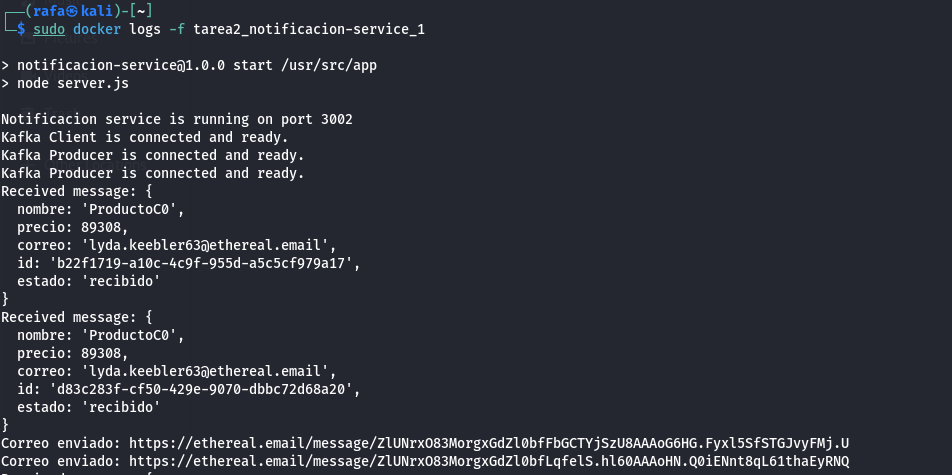 (rafa㉿kali)-[~]
$ sudo docker logs -f tarea2_notificacion-service_1
> notificacion-service@1.0.0 start /usr/src/app
> node server.js
Notificacion service is running on port 3002
Kafka Client is connected and ready.
Kafka Producer is connected and ready.
Kafka Producer is connected and ready.
Received message: {
nombre: 'ProductoC0',
precio: 89308,
correo: 'lyda.keebler63@ethereal.email',
id: 'b22f1719-a10c-4c9f-955d-a5c5cf979a17',
estado: 'recibido'
}
Received message: {
nombre: 'ProductoC0',
precio: 89308,
correo: 'lyda.keebler63@ethereal.email',
id: 'd83c283f-cf50-429e-9070-dbbc72d68a20',
estado: 'recibido'
}
Correo enviado: https://ethereal.email/message/ZlUNrxO83MorgxGdZl0bfFbGCTYjSzU8AAAoG6HG.Fyxl5SfSTGJvyFMj.U
Correo enviado: https://ethereal.email/message/ZlUNrxO83MorgxGdZl0bfLqfelS.hl60AAAoHN.Q0iENnt8qL61thaEyRNQ